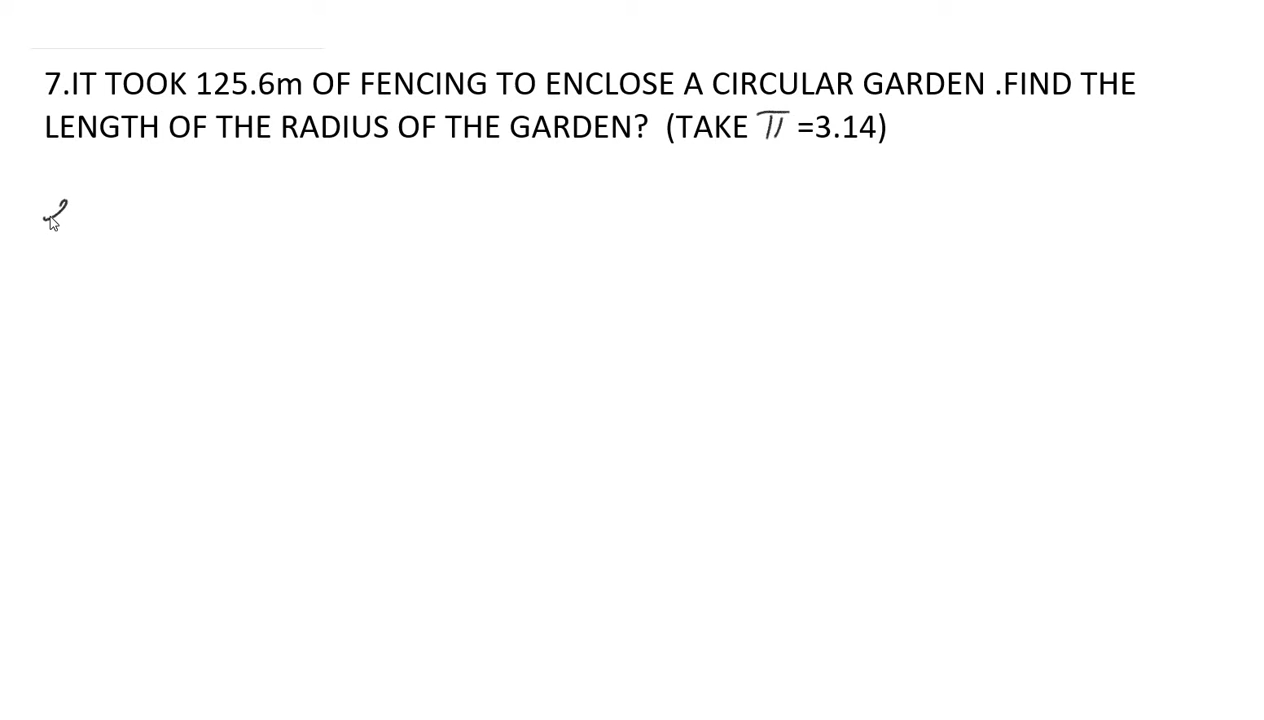 7.IT TOOK 125.6m OF FENCING TO ENCLOSE A CIRCULAR GARDEN .FIND THE
LENGTH OF THE RADIUS OF THE GARDEN? (TAKE π =3.14)